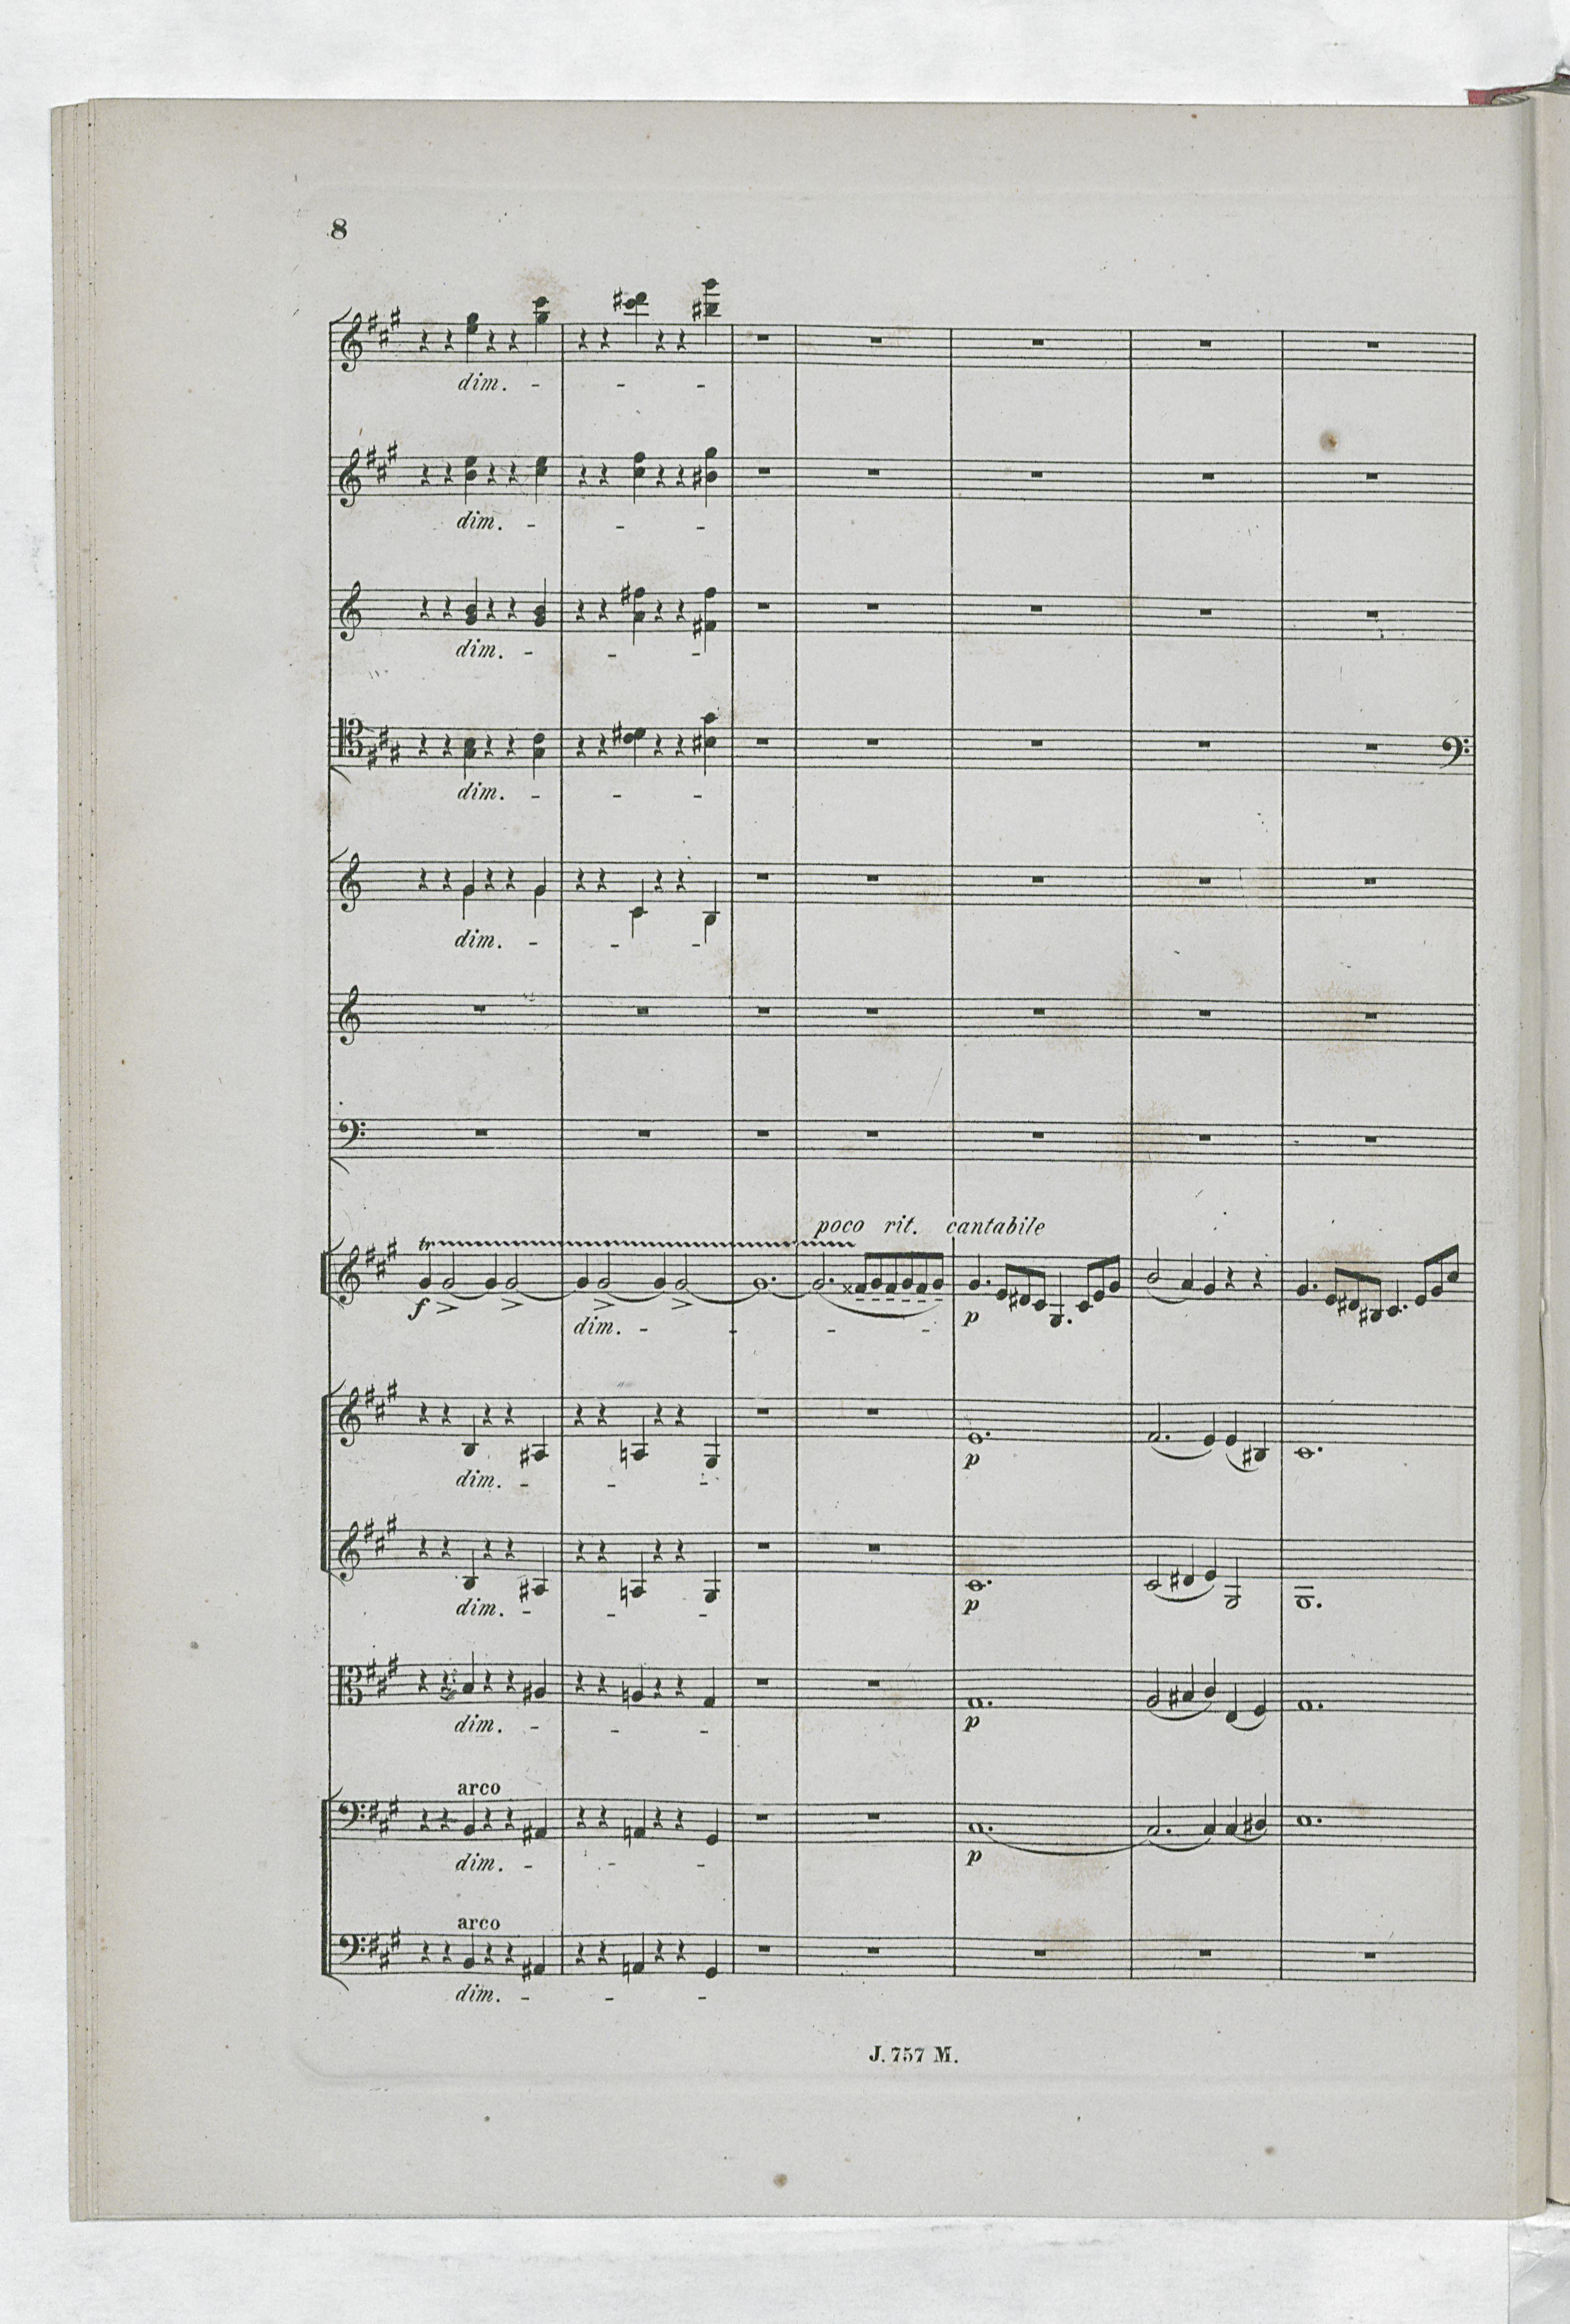 8
dim. - - -
dim. - - -
dim. - - -
dim. - - -
dim. - - -
poco rit. cantabile
tr
f dim. - - - - p
p
dim. - - -
p
dim. - - -
p
dim. - - -
arco
p
dim. - - -
arco
dim. - - -
J. 757 M.